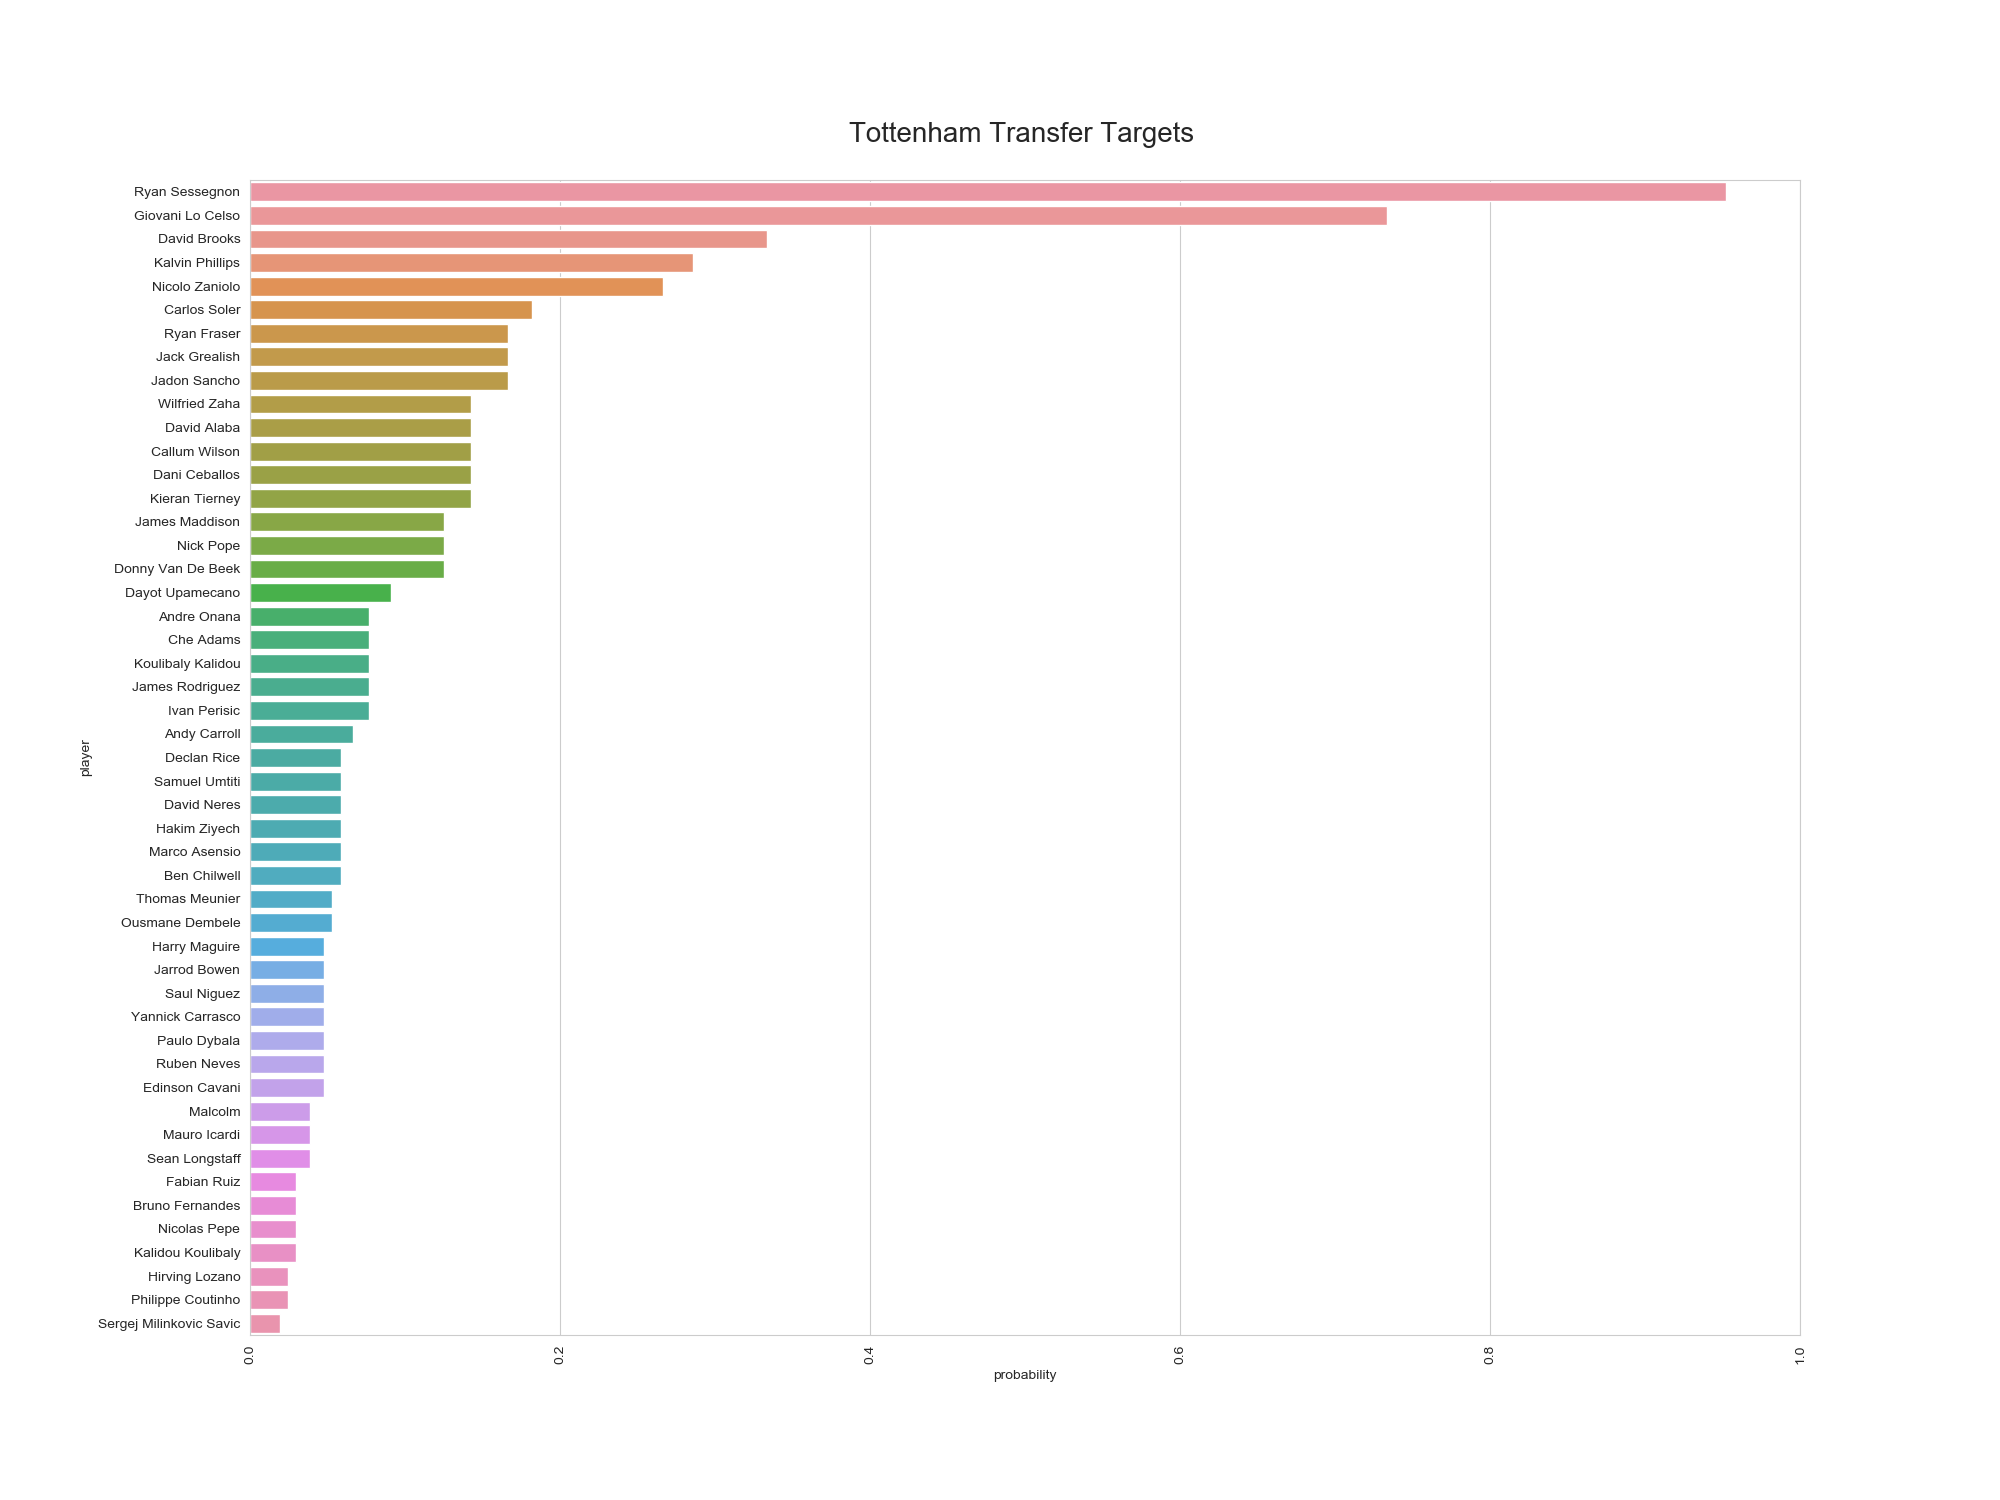 Tottenham Transfer Targets
Ryan Sessegnon
Giovani Lo Celso
David Brooks
Kalvin Phillips
Nicolo Zaniolo
Carlos Soler
Ryan Fraser
Jack Grealish
Jadon Sancho
Wilfried Zaha
David Alaba
Callum Wilson
Dani Ceballos
Kieran Tierney
James Maddison
Nick Pope
Donny Van De Beek
Dayot Upamecano
Andre Onana
Che Adams
Koulibaly Kalidou
James Rodriguez
Ivan Perisic
Andy Carroll
Declan Rice
Samuel Umtiti
David Neres
Hakim Ziyech
Marco Asensio
Ben Chilwell
Thomas Meunier
Ousmane Dembele
Harry Maguire
Jarrod Bowen
Saul Niguez
Yannick Carrasco
Paulo Dybala
Ruben Neves
Edinson Cavani
Malcolm
Mauro Icardi
Sean Longstaff
Fabian Ruiz
Bruno Fernandes
Nicolas Pepe
Kalidou Koulibaly
Hirving Lozano
Philippe Coutinho
Sergej Milinkovic Savic
player
0.0 0.2 0.4 0.6 0.8 1.0
probability